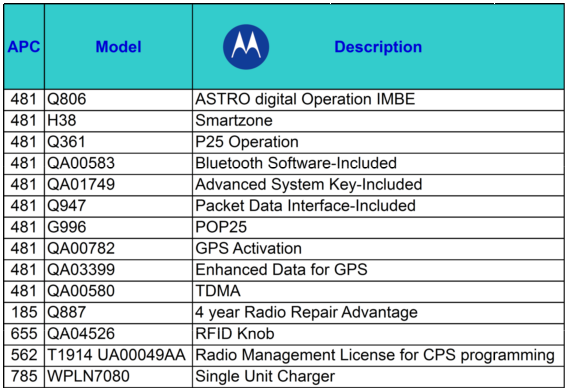 APC Model Description
481 Q806 ASTRO digital Operation IMBE
481 H38 Smartzone
481 Q361 P25 Operation
481 QA00583 Bluetooth Software-Included
481 QA01749 Advanced System Key-Included
481 Q947 Packet Data Interface-Included
481 G996 POP25
481 QA00782 GPS Activation
481 QA03399 Enhanced Data for GPS
481 QA00580 TDMA
185 Q887 4 year Radio Repair Advantage
655 QA04526 RFID Knob
562 T1914 UA00049AA Radio Management License for CPS programming
785 WPLN7080 Single Unit Charger